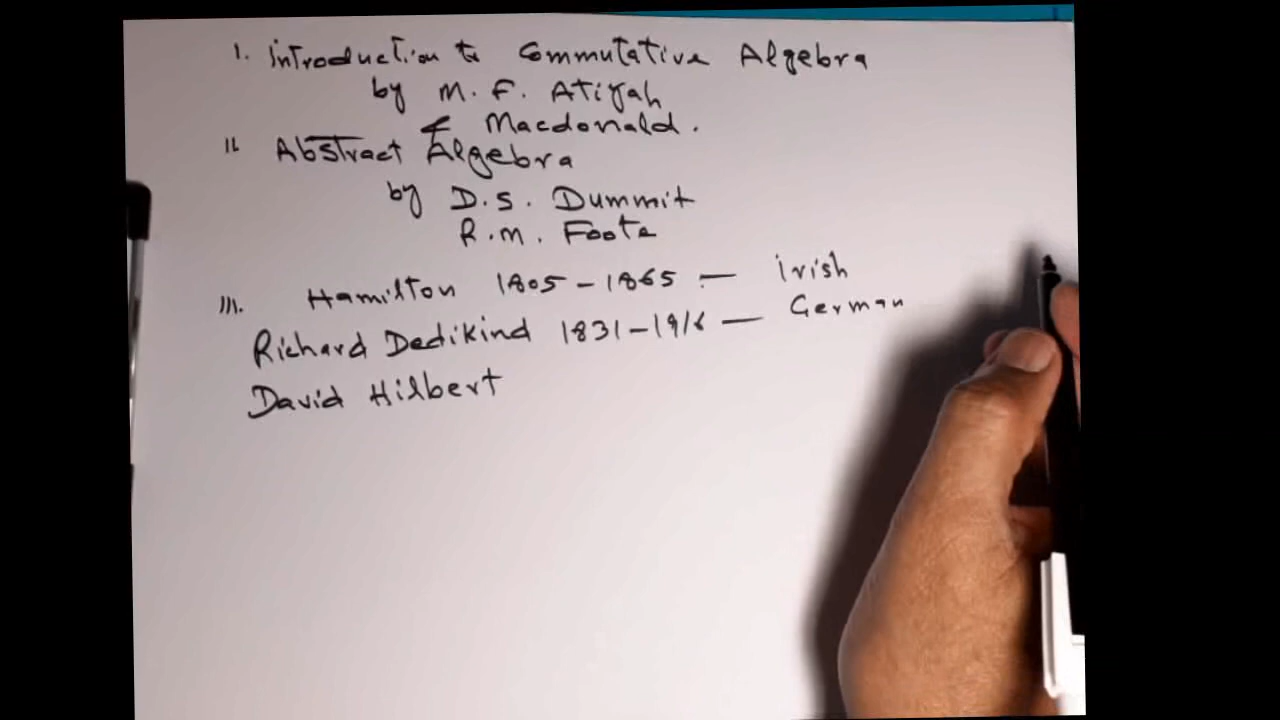 I. Introduction to Commutative Algebra
by M. F. Atiyah
& Macdonald.
II Abstract Algebra
by D.S. Dummit
R.M. Foote
III. Hamilton 1805-1865 — Irish
Richard Dedikind 1831-1916 — German
David Hilbert